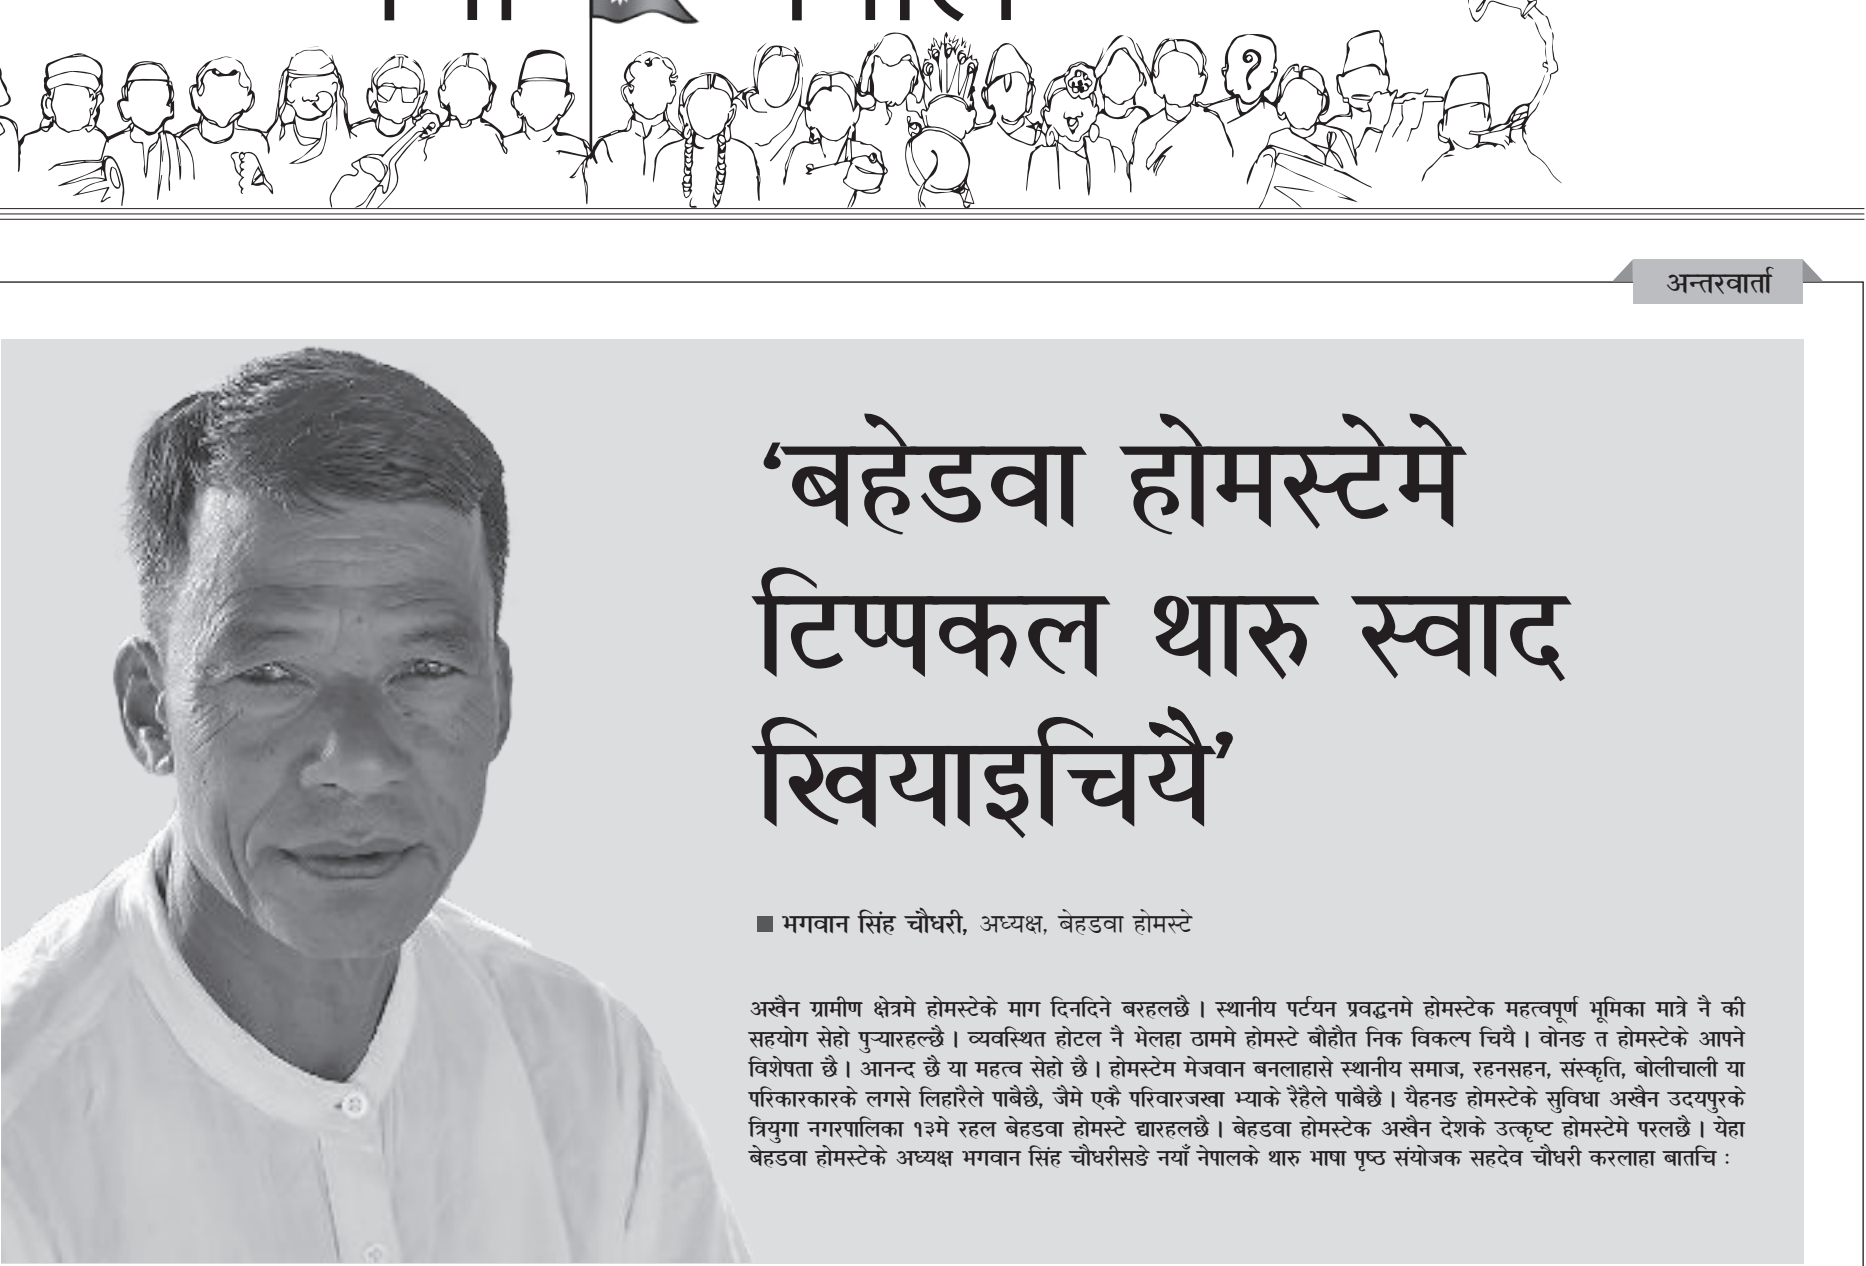 अन्तरवार्ता
‘बहेडवा होमस्टेमे
टिप्पकल थारु स्वाद
खियाइचियै’
■ भगवान सिंह चौधरी, अध्यक्ष, बेहडवा होमस्टे
अखैन ग्रामीण क्षेत्रमे होमस्टेके माग दिनदिने बरहलछै । स्थानीय पर्टयन प्रवद्धनमे होमस्टेक महत्वपूर्ण भूमिका मात्रे नै की
सहयोग सेहो पुऱ्यारहल्छै । व्यवस्थित होटल नै भेलहा ठाममे होमस्टे बौहौत निक विकल्प चियै । वोनङ त होमस्टेके आपने
विशेषता छै । आनन्द छै या महत्व सेहो छै । होमस्टेम मेजवान बनलाहासे स्थानीय समाज, रहनसहन, संस्कृति, बोलीचाली या
परिकारकारके लगसे लिहारैले पाबैछै, जैमे एकै परिवारजखा भ्याके रैहैले पाबैछै । यैहनङ होमस्टेके सुविधा अखैन उदयपुरके
त्रियुगा नगरपालिका १३मे रहल बेहडवा होमस्टे द्यारहलछै । बेहडवा होमस्टेक अखैन देशके उत्कृष्ट होमस्टेमे परलछै । येहा
बेहडवा होमस्टेके अध्यक्ष भगवान सिंह चौधरीसङे नयाँ नेपालके थारु भाषा पृष्ठ संयोजक सहदेव चौधरी करलाहा बातचि :